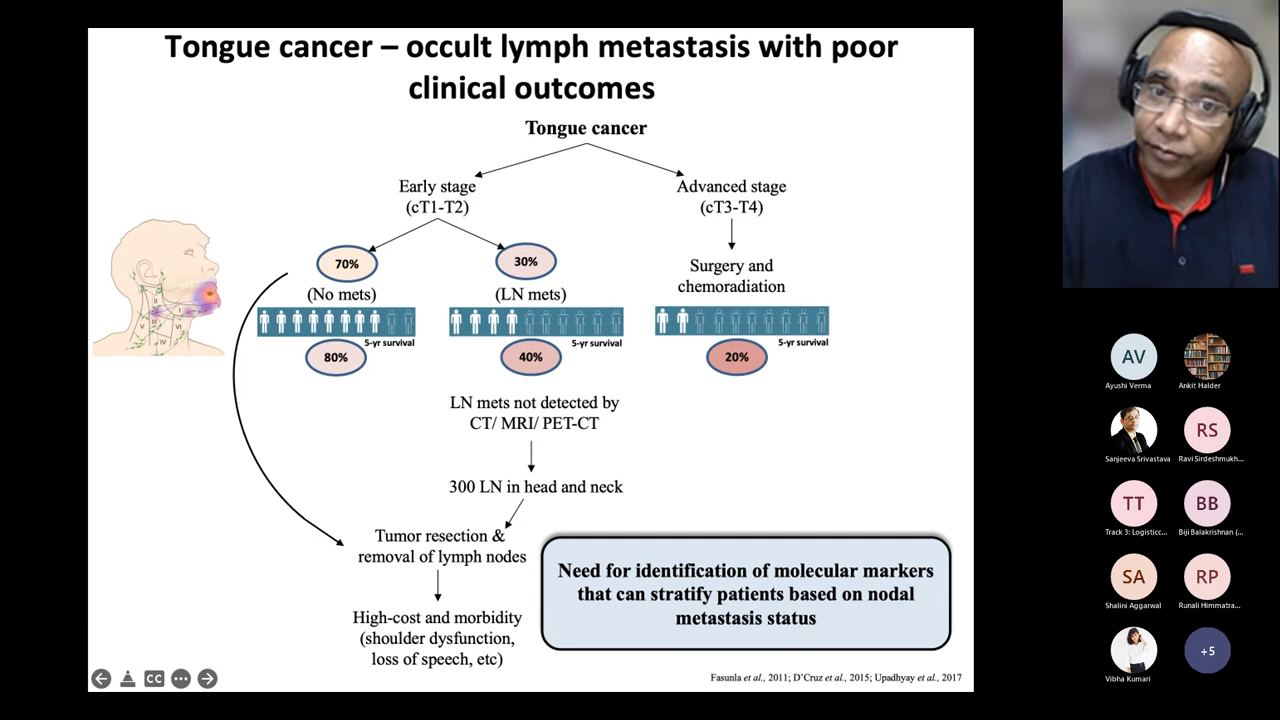 Tongue cancer – occult lymph metastasis with poor
clinical outcomes
Tongue cancer
Early stage
(cT1-T2)
Advanced stage
(cT3-T4)
70%
30%
(No mets)
(LN mets)
Surgery and
chemoradiation
5-yr survival
5-yr survival
5-yr survival
80%
40%
20%
LN mets not detected by
CT/ MRI/ PET-CT
300 LN in head and neck
Tumor resection &
removal of lymph nodes
High-cost and morbidity
(shoulder dysfunction,
loss of speech, etc)
Need for identification of molecular markers
that can stratify patients based on nodal
metastasis status
Fasunla et al., 2011; D'Cruz et al., 2015; Upadhyay et al., 2017
II
I
III
V
VI
IV
CC
AV
Ayushi Verma
Ankit Halder
Sanjeeva Srivastava
RS
Ravi Sirdeshmukh...
TT
Track 3: Logisticc...
BB
Biji Balakrishnan (...
SA
Shalini Aggarwal
RP
Runali Himmatra...
Vibha Kumari
+5